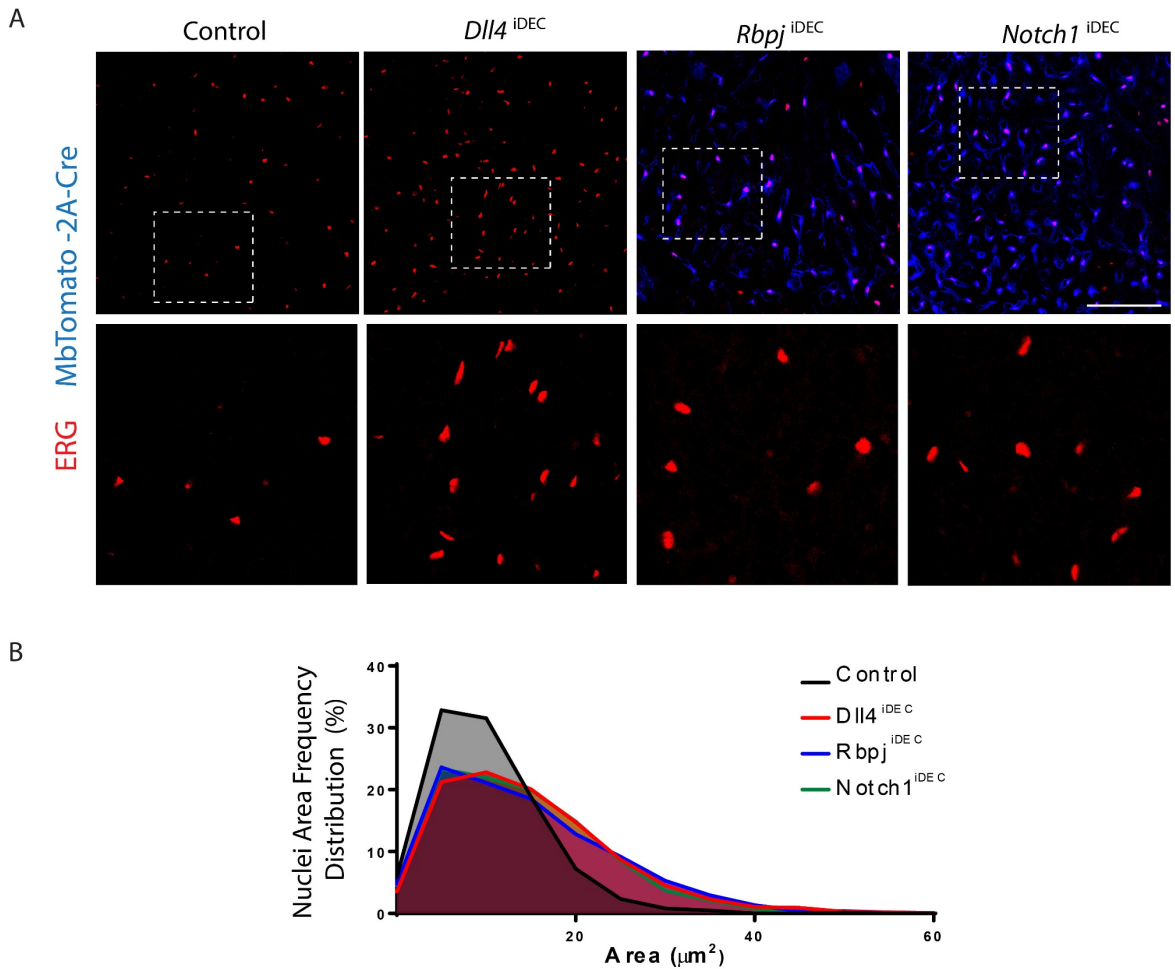 A
Control
Dll4 iDEC
Rbpj iDEC
Notch1 iDEC
ERG MbTomato -2A-Cre
B
Nuclei Area Frequency
Distribution (%)
40
30
20
10
0
20
40
60
Area (μm²)
Control
Dll4 iDEC
Rbpj iDEC
Notch1 iDEC